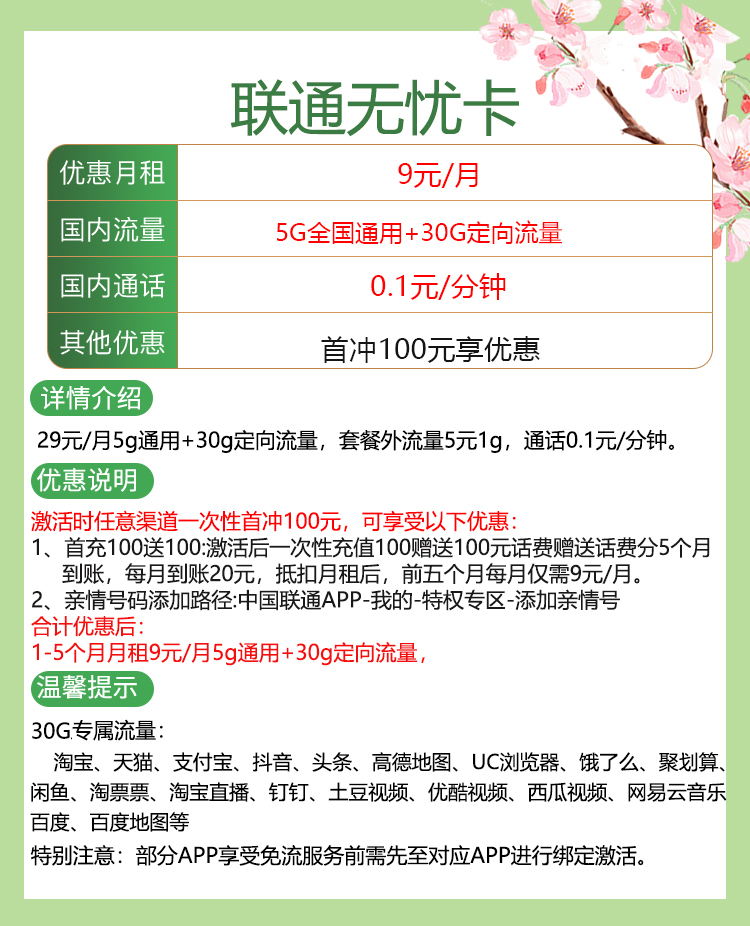 联通无忧卡
优惠月租
9元/月
国内流量
5G全国通用+30G定向流量
国内通话
0.1元/分钟
其他优惠
首冲100元享优惠
详情介绍
29元/月5g通用+30g定向流量，套餐外流量5元1g，通话0.1元/分钟。
优惠说明
激活时任意渠道一次性首冲100元，可享受以下优惠：
1、首充100送100:激活后一次性充值100赠送100元话费赠送话费分5个月
到账，每月到账20元，抵扣月租后，前五个月每月仅需9元/月。
2、亲情号码添加路径:中国联通APP-我的-特权专区-添加亲情号
合计优惠后：
1-5个月月租9元/月5g通用+30g定向流量，
温馨提示
30G专属流量：
淘宝、天猫、支付宝、抖音、头条、高德地图、UC浏览器、饿了么、聚划算、
闲鱼、淘票票、淘宝直播、钉钉、土豆视频、优酷视频、西瓜视频、网易云音乐
百度、百度地图等
特别注意：部分APP享受免流服务前需先至对应APP进行绑定激活。